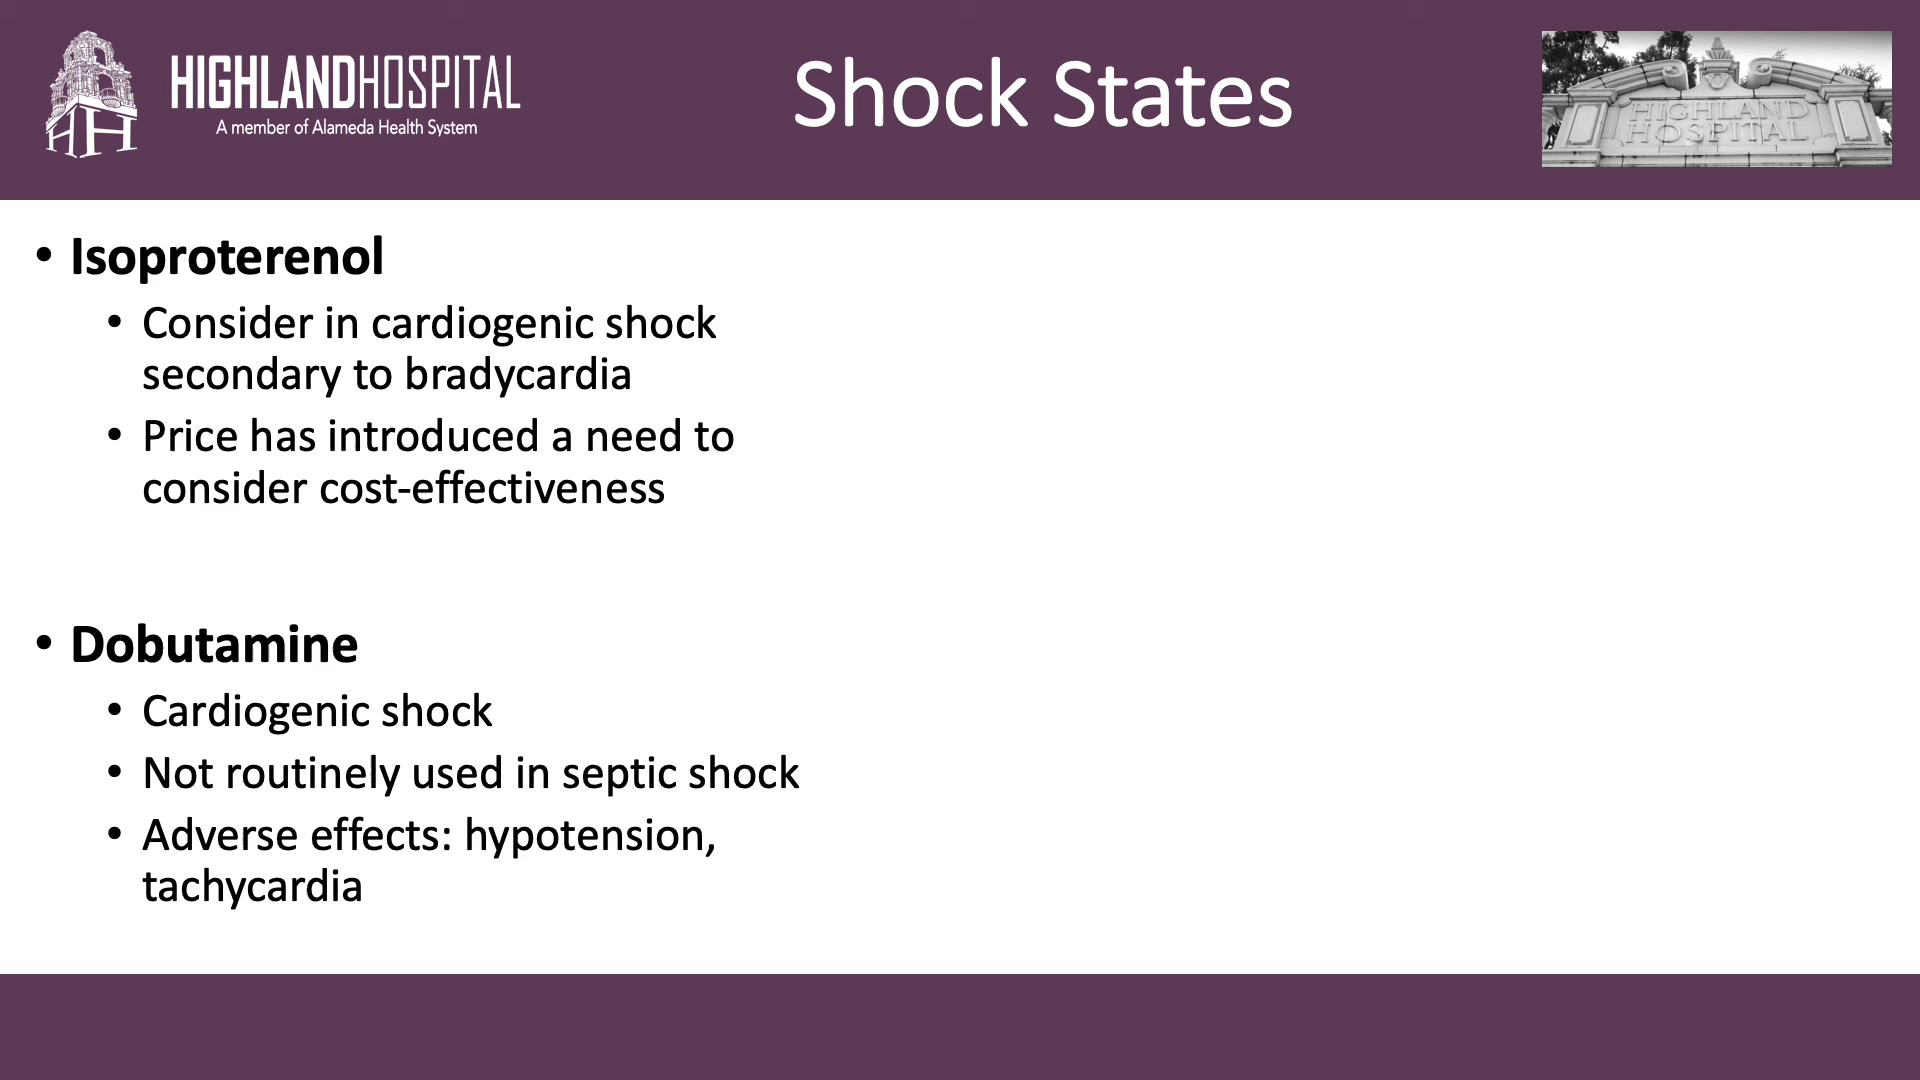 HIGHLANDHOSPITAL
A member of Alameda Health System
Shock States
HIGHLAND
HOSPITAL
• Isoproterenol
• Consider in cardiogenic shock
secondary to bradycardia
• Price has introduced a need to
consider cost-effectiveness
• Dobutamine
• Cardiogenic shock
• Not routinely used in septic shock
• Adverse effects: hypotension,
tachycardia